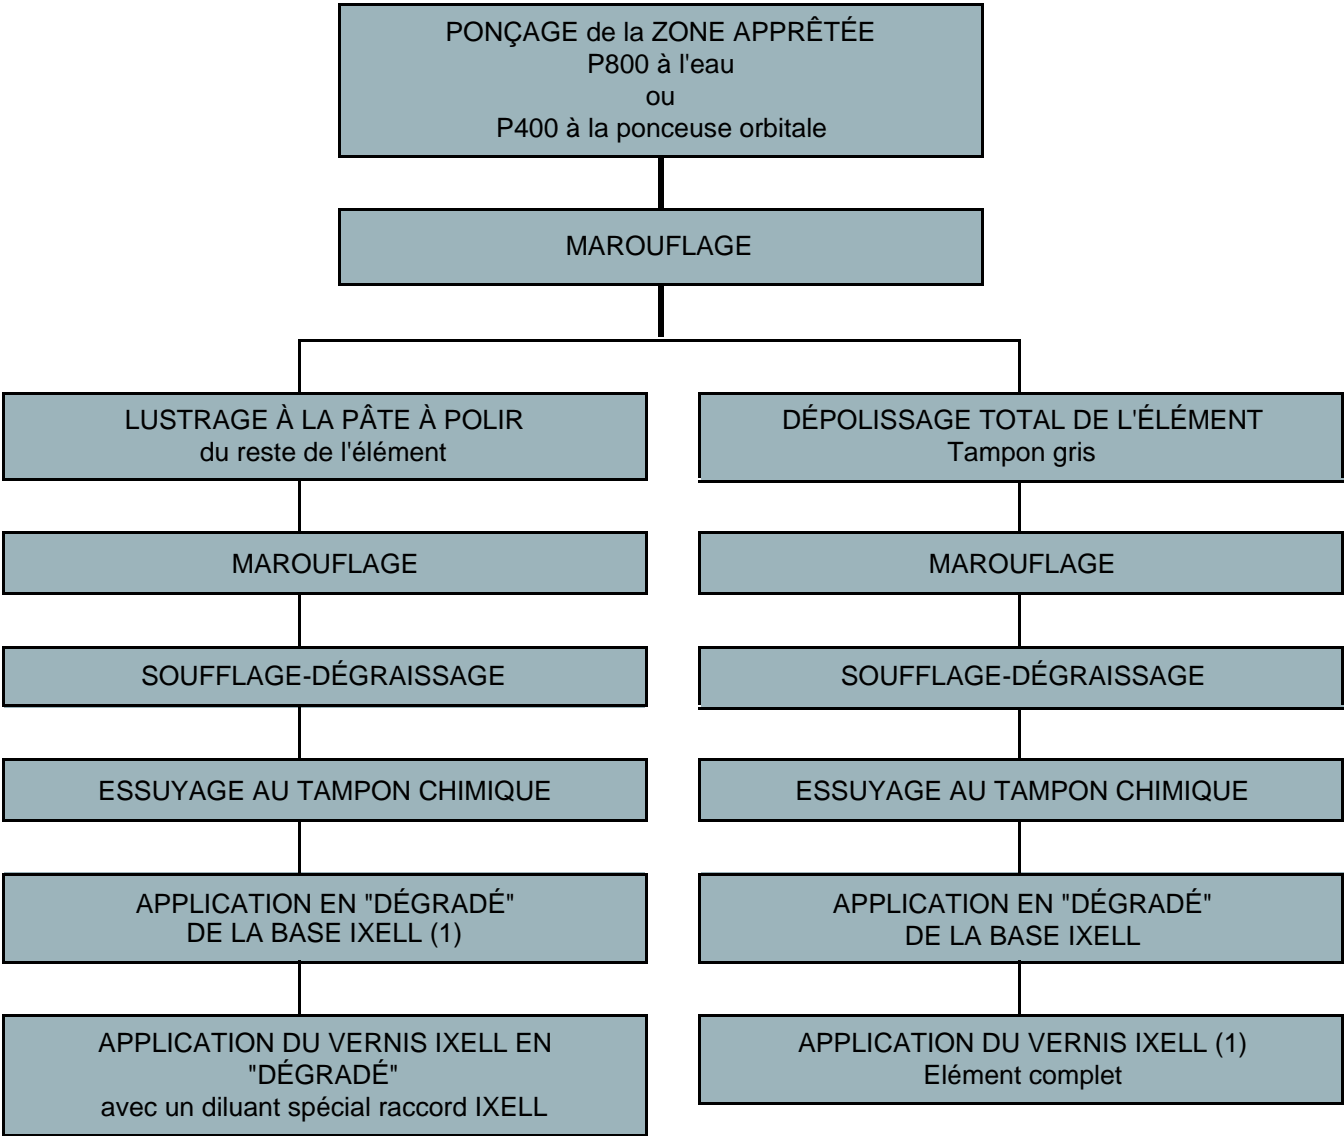 PONÇAGE de la ZONE APPRÊTÉE
P800 à l'eau
ou
P400 à la ponceuse orbitale
MAROUFLAGE
LUSTRAGE À LA PÂTE À POLIR
du reste de l'élément
MAROUFLAGE
SOUFFLAGE-DÉGRAISSAGE
ESSUYAGE AU TAMPON CHIMIQUE
APPLICATION EN "DÉGRADÉ"
DE LA BASE IXELL (1)
APPLICATION DU VERNIS IXELL EN
"DÉGRADÉ"
avec un diluant spécial raccord IXELL
DÉPOLISSAGE TOTAL DE L'ÉLÉMENT
Tampon gris
MAROUFLAGE
SOUFFLAGE-DÉGRAISSAGE
ESSUYAGE AU TAMPON CHIMIQUE
APPLICATION EN "DÉGRADÉ"
DE LA BASE IXELL
APPLICATION DU VERNIS IXELL (1)
Elément complet